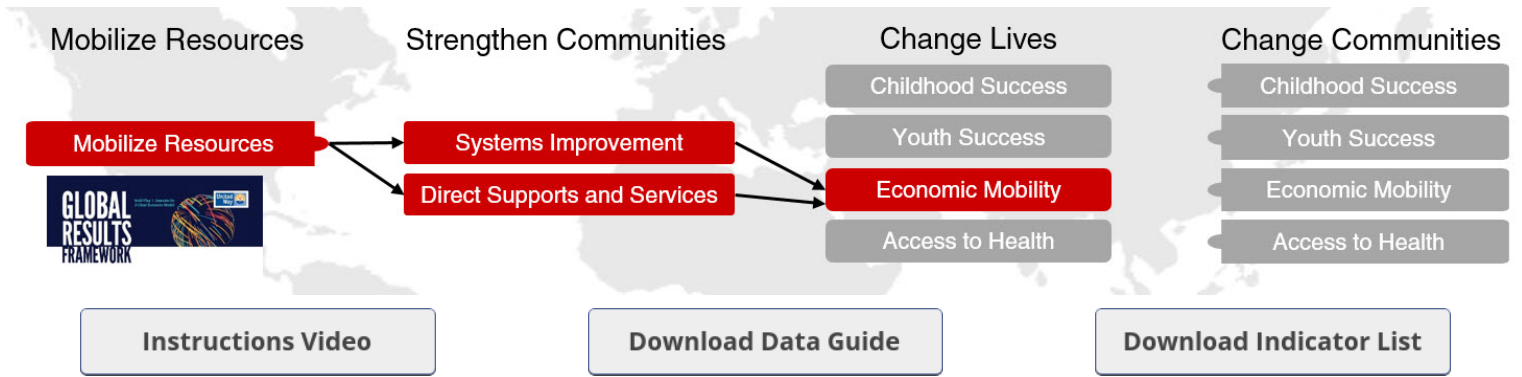 Mobilize Resources
Strengthen Communities
Change Lives
Change Communities
Mobilize Resources
Systems Improvement
Direct Supports and Services
Childhood Success
Youth Success
Economic Mobility
Access to Health
Childhood Success
Youth Success
Economic Mobility
Access to Health
GLOBAL
RESULTS
FRAMEWORK
United
Way
Instructions Video
Download Data Guide
Download Indicator List